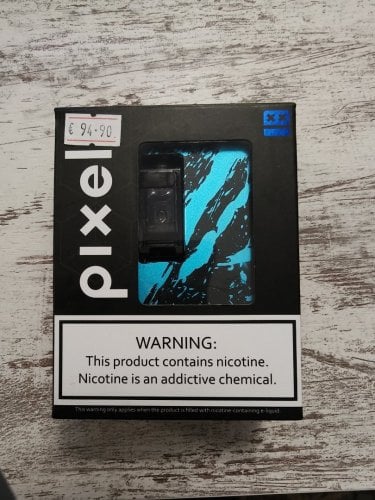 € 94-90
pixel
WARNING:
This product contains nicotine.
Nicotine is an addictive chemical.
This warning only applies when the product is filled with nicotine-containing e-liquid.